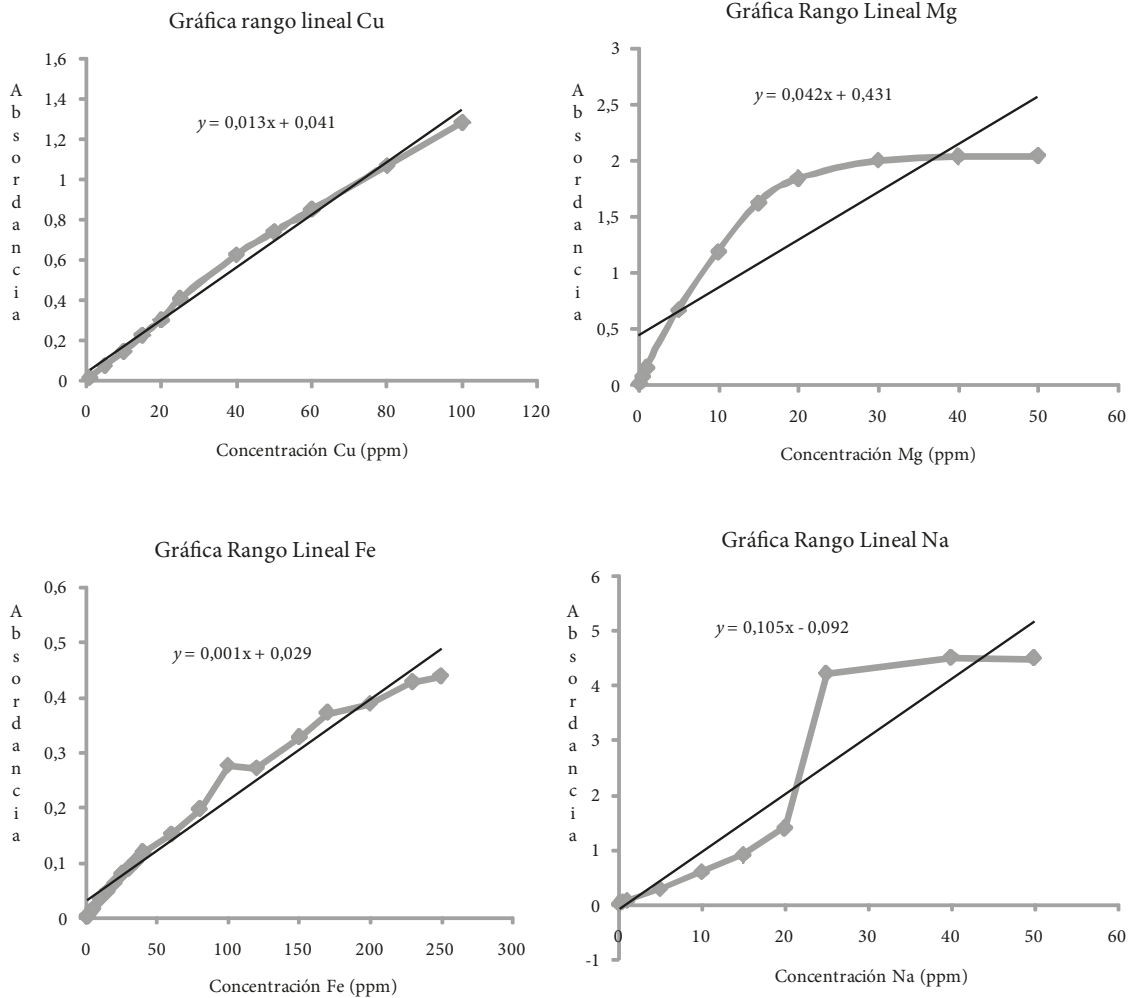 Gráfica rango lineal Cu
Absordancia
1,6
1,4
1,2
1
0,8
0,6
0,4
0,2
0
y = 0,013x + 0,041
0 20 40 60 80 100 120
Concentración Cu (ppm)
Gráfica Rango Lineal Mg
Absordancia
3
2,5
2
1,5
1
0,5
0
y = 0,042x + 0,431
0 10 20 30 40 50 60
Concentración Mg (ppm)
Gráfica Rango Lineal Fe
Absordancia
0,6
0,5
0,4
0,3
0,2
0,1
0
y = 0,001x + 0,029
0 50 100 150 200 250 300
Concentración Fe (ppm)
Gráfica Rango Lineal Na
Absordancia
6
5
4
3
2
1
0
-1
y = 0,105x - 0,092
0 10 20 30 40 50 60
Concentración Na (ppm)